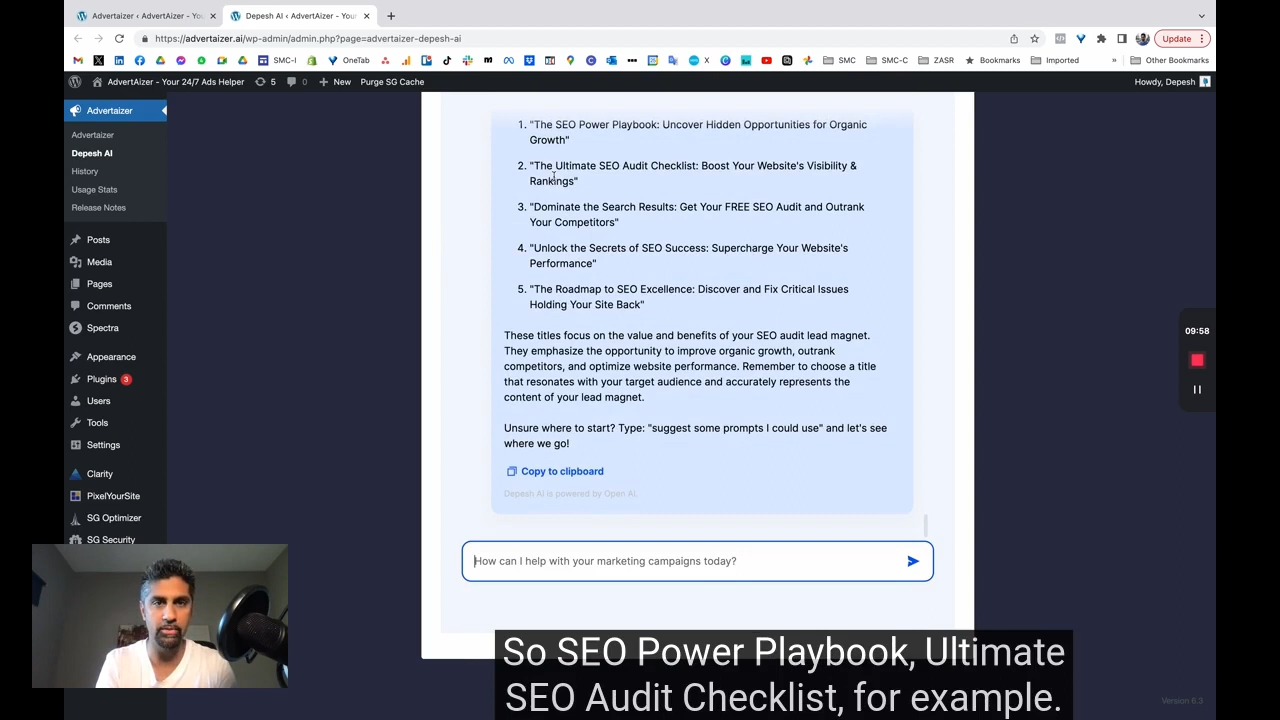 Advertaizer ‹ AdvertAizer - Yo
Depesh AI ‹ AdvertAizer - Your
https://advertaizer.ai/wp-admin/admin.php?page=advertaizer-depesh-ai
Update
SMC-I
OneTab
X
SMC
SMC-C
ZASR
Bookmarks
Imported
»
Other Bookmarks
AdvertAizer - Your 24/7 Ads Helper
5
0
New
Purge SG Cache
Howdy, Depesh
Advertaizer
Advertaizer
Depesh AI
History
Usage Stats
Release Notes
Posts
Media
Pages
Comments
Spectra
Appearance
Plugins 3
Users
Tools
Settings
Clarity
PixelYourSite
SG Optimizer
SG Security
1. "The SEO Power Playbook: Uncover Hidden Opportunities for Organic
Growth"
2. "The Ultimate SEO Audit Checklist: Boost Your Website's Visibility &
Rankings"
3. "Dominate the Search Results: Get Your FREE SEO Audit and Outrank
Your Competitors"
4. "Unlock the Secrets of SEO Success: Supercharge Your Website's
Performance"
5. "The Roadmap to SEO Excellence: Discover and Fix Critical Issues
Holding Your Site Back"
These titles focus on the value and benefits of your SEO audit lead magnet.
They emphasize the opportunity to improve organic growth, outrank
competitors, and optimize website performance. Remember to choose a title
that resonates with your target audience and accurately represents the
content of your lead magnet.
Unsure where to start? Type: "suggest some prompts I could use" and let's see
where we go!
Copy to clipboard
Depesh AI is powered by Open AI.
How can I help with your marketing campaigns today?
09:58
So SEO Power Playbook, Ultimate
SEO Audit Checklist, for example.
Version 6.3